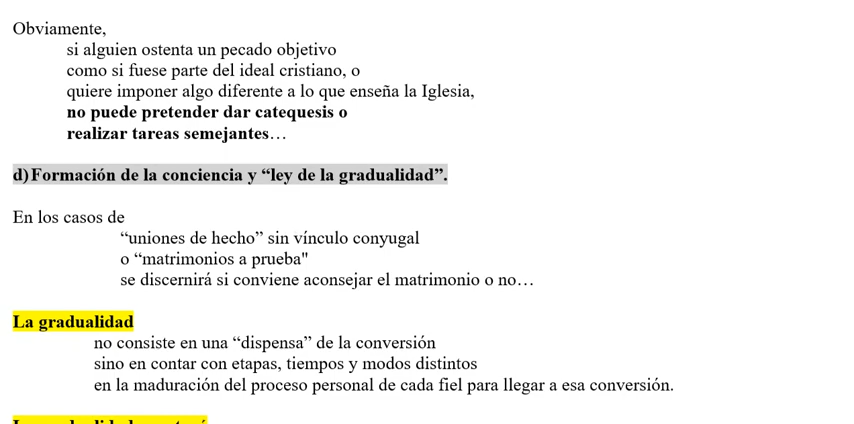 Obviamente,
si alguien ostenta un pecado objetivo
como si fuese parte del ideal cristiano, o
quiere imponer algo diferente a lo que enseña la Iglesia,
no puede pretender dar catequesis o
realizar tareas semejantes…
d)Formación de la conciencia y “ley de la gradualidad”.
En los casos de
“uniones de hecho” sin vínculo conyugal
o “matrimonios a prueba"
se discernirá si conviene aconsejar el matrimonio o no…
La gradualidad
no consiste en una “dispensa” de la conversión
sino en contar con etapas, tiempos y modos distintos
en la maduración del proceso personal de cada fiel para llegar a esa conversión.